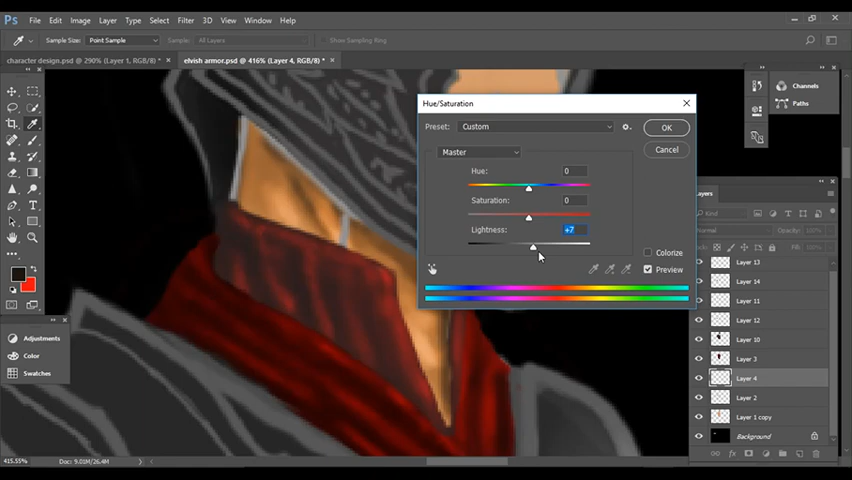 Ps File Edit Image Layer Type Select Filter 3D View Window Help
Sample Size: Point Sample Sample: All Layers Show Sampling Ring
character design.psd @ 290% (Layer 1, RGB/8) * × elvish armor.psd @ 416% (Layer 4, RGB/8) * ×
Hue/Saturation
Preset: Custom
OK
Cancel
Master
Hue: 0
Saturation: 0
Lightness: +7
Colorize
Preview
Channels
Paths
Layers
Kind
Normal
Layer 13
Layer 14
Layer 11
Layer 12
Layer 10
Layer 3
Layer 4
Layer 2
Layer 1 copy
Background
fx
Adjustments
Color
Swatches
415.55% Doc: 9.01M/26.4M